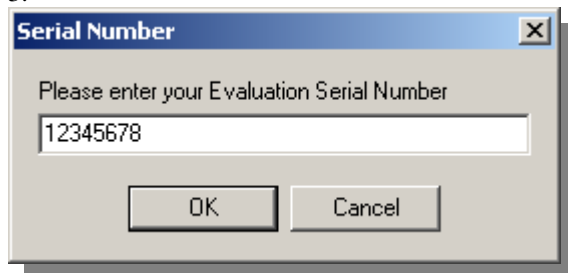 Serial Number
Please enter your Evaluation Serial Number
12345678
OK
Cancel